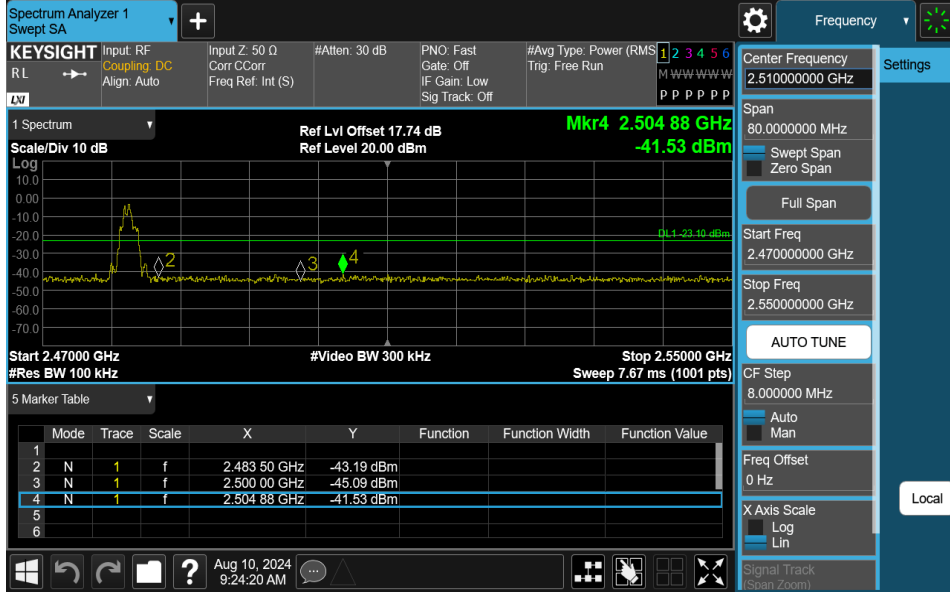 Spectrum Analyzer 1
Swept SA
Frequency
KEYSIGHT
R L
LXI
Input: RF
Coupling: DC
Align: Auto
Input Z: 50 Ω
Corr CCorr
Freq Ref: Int (S)
#Atten: 30 dB
PNO: Fast
Gate: Off
IF Gain: Low
Sig Track: Off
#Avg Type: Power (RMS
Trig: Free Run
1 2 3 4 5 6
M W W W W W
P P P P P P
Center Frequency
2.510000000 GHz
Settings
Span
80.0000000 MHz
Swept Span
Zero Span
Full Span
Start Freq
2.470000000 GHz
Stop Freq
2.550000000 GHz
AUTO TUNE
CF Step
8.000000 MHz
Auto
Man
Freq Offset
0 Hz
X Axis Scale
Log
Lin
Signal Track
(Span Zoom)
Local
1 Spectrum
Scale/Div 10 dB
Ref Lvl Offset 17.74 dB
Ref Level 20.00 dBm
Mkr4 2.504 88 GHz
-41.53 dBm
Log
10.0
0.00
-10.0
-20.0
-30.0
-40.0
-50.0
-60.0
-70.0
DL1 -23.10 dBm
2
3
4
Start 2.47000 GHz
#Video BW 300 kHz
Stop 2.55000 GHz
#Res BW 100 kHz
Sweep 7.67 ms (1001 pts)
5 Marker Table
Mode Trace Scale X Y Function Function Width Function Value
1
2 N 1 f 2.483 50 GHz -43.19 dBm
3 N 1 f 2.500 00 GHz -45.09 dBm
4 N 1 f 2.504 88 GHz -41.53 dBm
5
6
?
Aug 10, 2024
9:24:20 AM